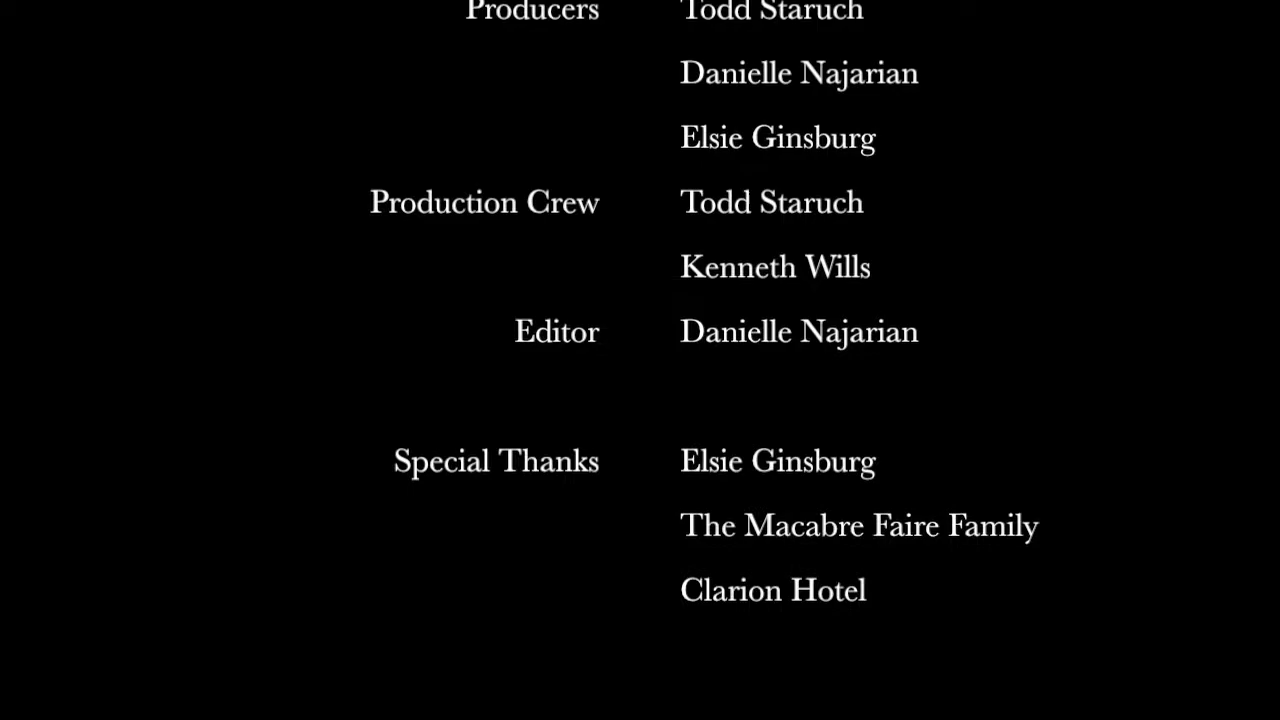 Producers Todd Staruch
Danielle Najarian
Elsie Ginsburg
Production Crew Todd Staruch
Kenneth Wills
Editor Danielle Najarian
Special Thanks Elsie Ginsburg
The Macabre Faire Family
Clarion Hotel